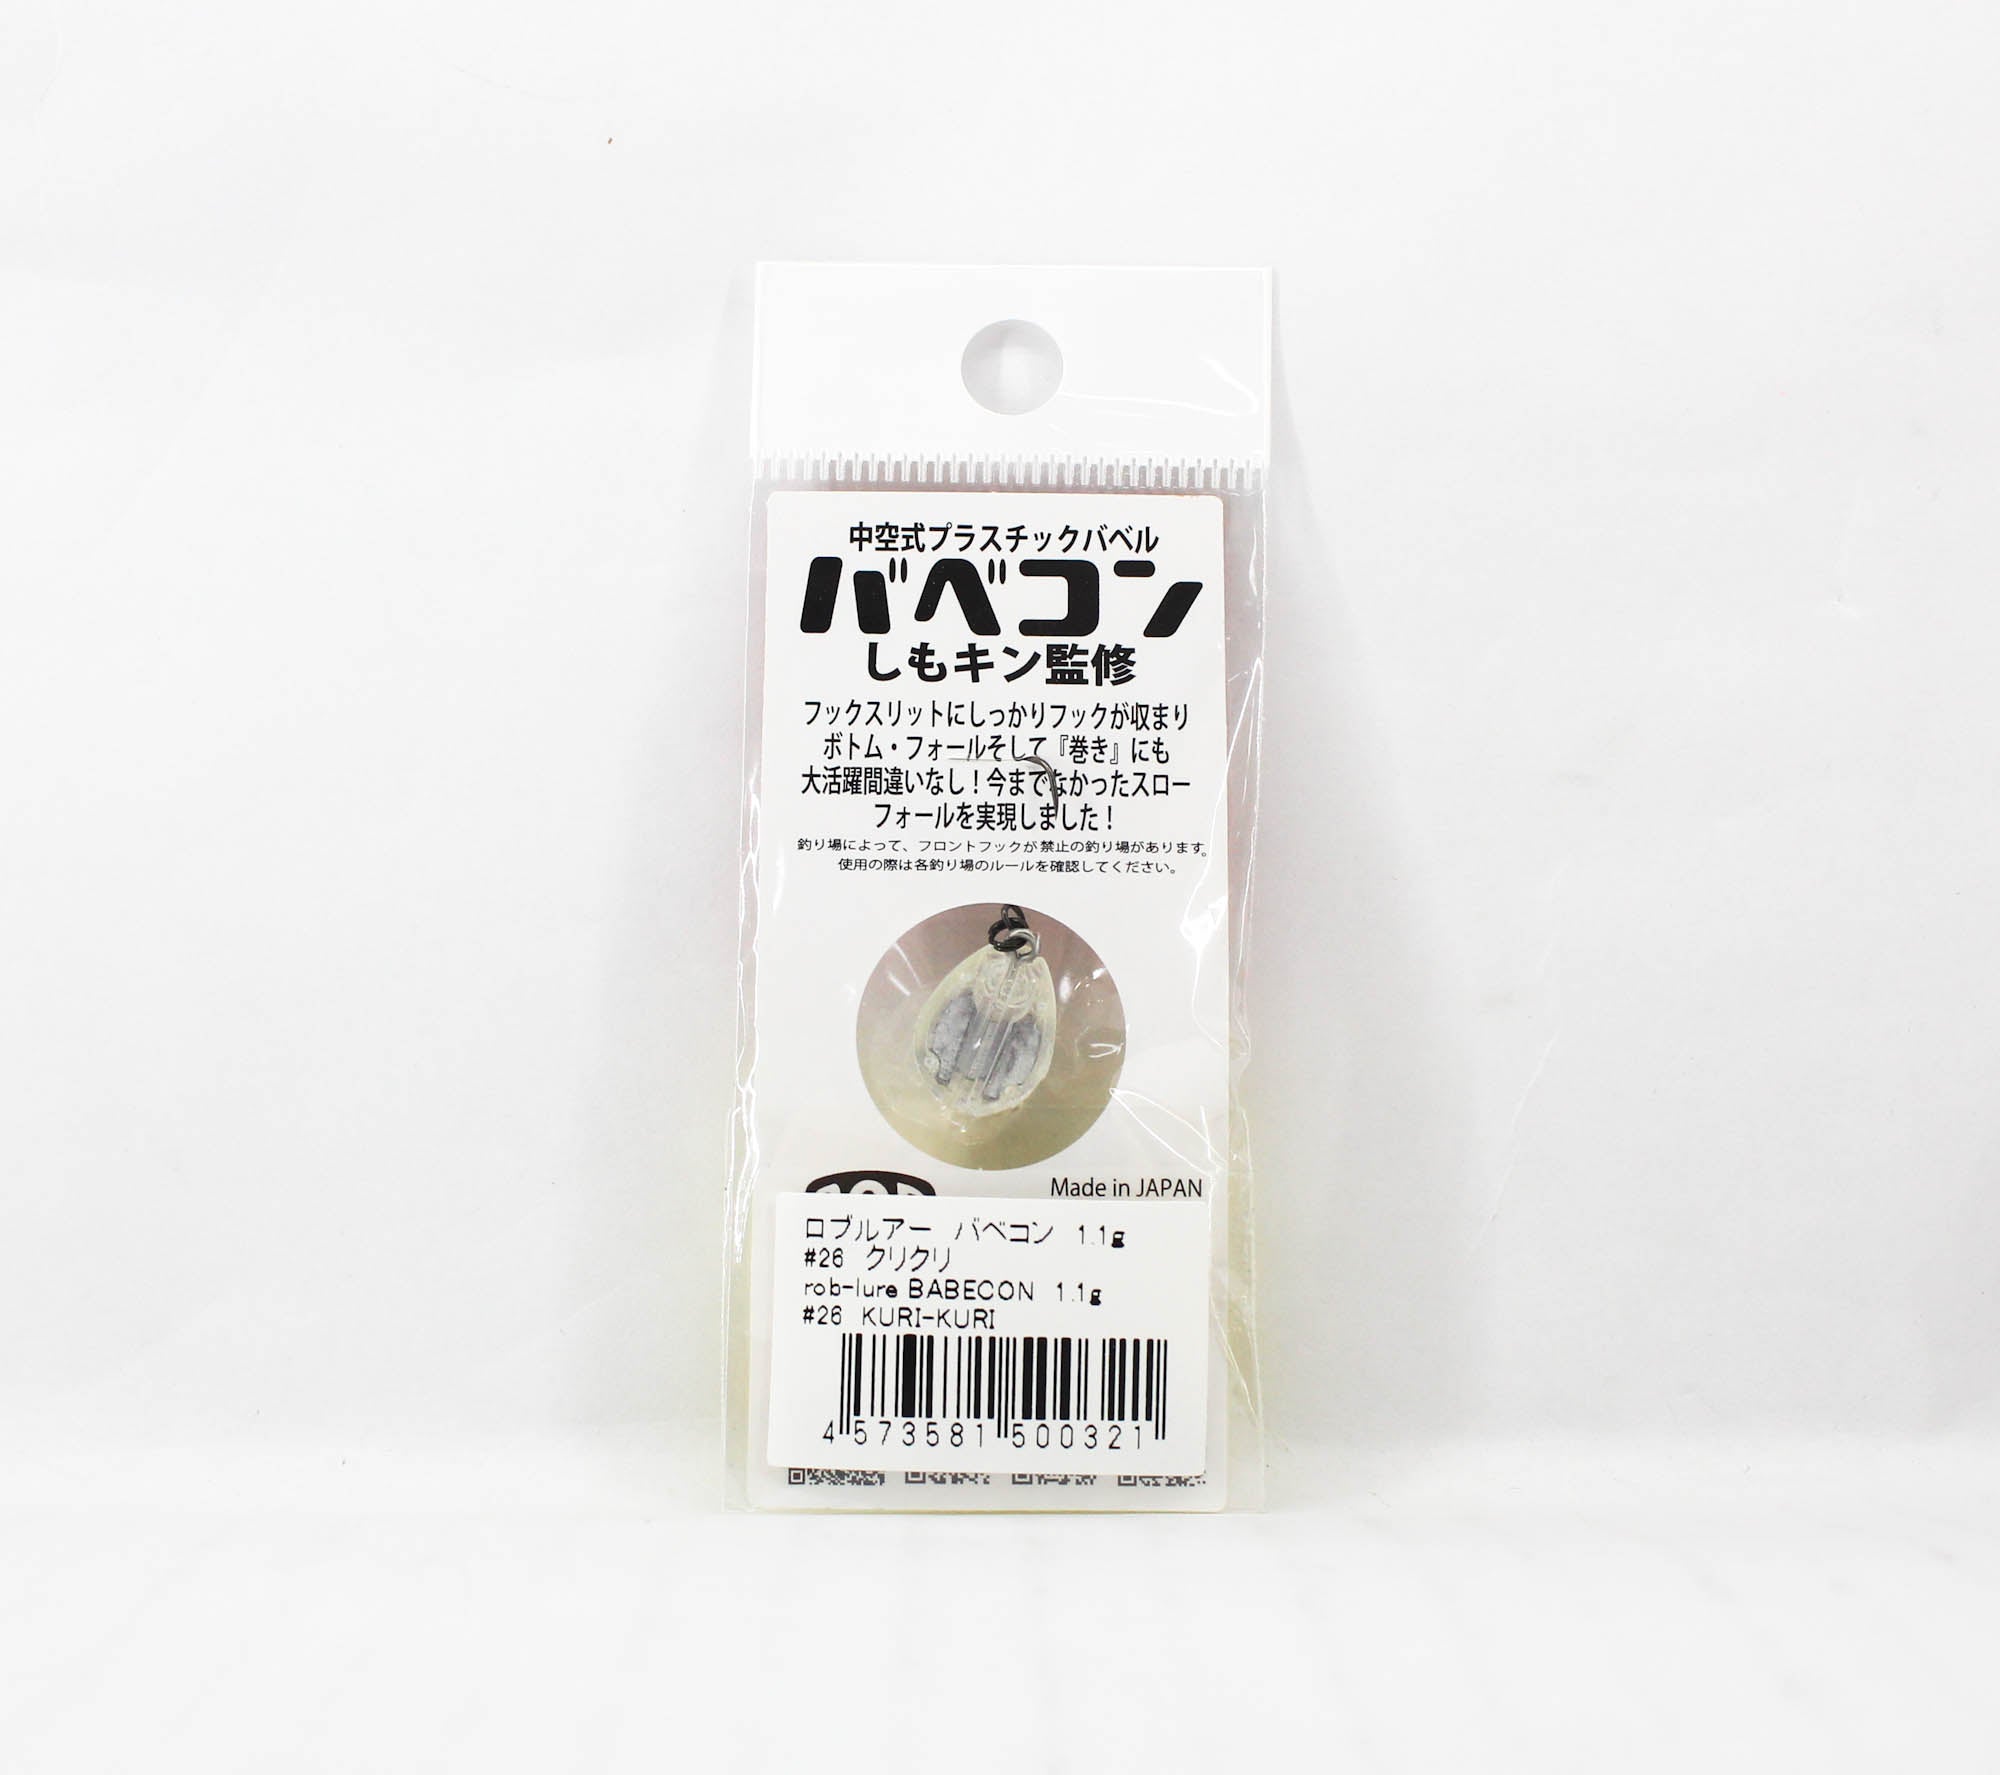 中空式プラスチックバベル
バベコン
しもキン監修
フックスリットにしっかりフックが収まり
ボトム・フォールそして『巻き』にも
大活躍間違いなし！今までなかったスロー
フォールを実現しました！
釣り場によって、フロントフックが禁止の釣り場があります。
使用の際は各釣り場のルールを確認してください。
Made in JAPAN
ロブルアー バベコン 1.1g
#26 クリクリ
rob-lure BABECON 1.1g
#26 KURI-KURI
4 573581 500321